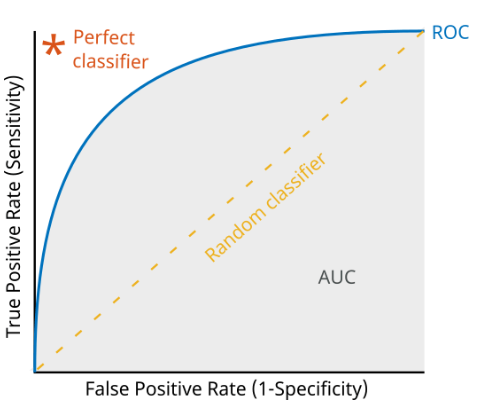 ROC
* Perfect
classifier
True Positive Rate (Sensitivity)
Random classifier
AUC
False Positive Rate (1-Specificity)